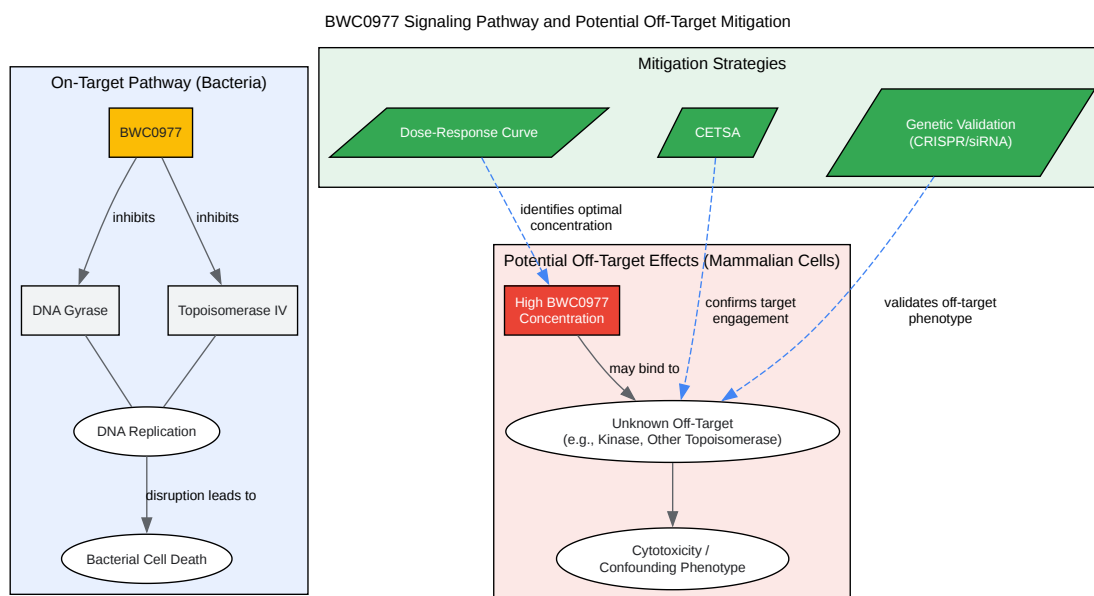 BWC0977 Signaling Pathway and Potential Off-Target Mitigation
On-Target Pathway (Bacteria)
BWC0977
inhibits
inhibits
DNA Gyrase
Topoisomerase IV
DNA Replication
disruption leads to
Bacterial Cell Death
Mitigation Strategies
Dose-Response Curve
CETSA
Genetic Validation
(CRISPR/siRNA)
identifies optimal
concentration
confirms target
engagement
validates off-target
phenotype
Potential Off-Target Effects (Mammalian Cells)
High BWC0977
Concentration
may bind to
Unknown Off-Target
(e.g., Kinase, Other Topoisomerase)
Cytotoxicity /
Confounding Phenotype